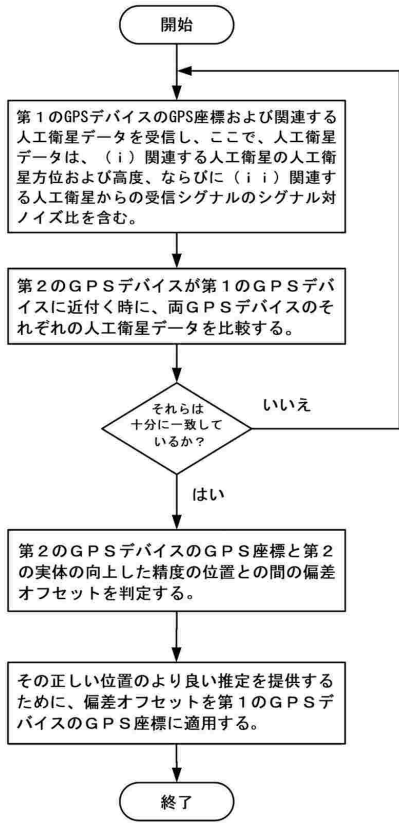 開始
第１のGPSデバイスのGPS座標および関連する
人工衛星データを受信し、ここで、人工衛星
データは、（ｉ）関連する人工衛星の人工衛
星方位および高度、ならびに（ｉｉ）関連す
る人工衛星からの受信シグナルのシグナル対
ノイズ比を含む。
第２のＧＰＳデバイスが第１のＧＰＳデバ
イスに近付く時に、両ＧＰＳデバイスのそ
れぞれの人工衛星データを比較する。
それらは
十分に一致して
いるか？
いいえ
はい
第２のＧＰＳデバイスのＧＰＳ座標と第２
の実体の向上した精度の位置との間の偏差
オフセットを判定する。
その正しい位置のより良い推定を提供する
ために、偏差オフセットを第１のＧＰＳデ
バイスのＧＰＳ座標に適用する。
終了